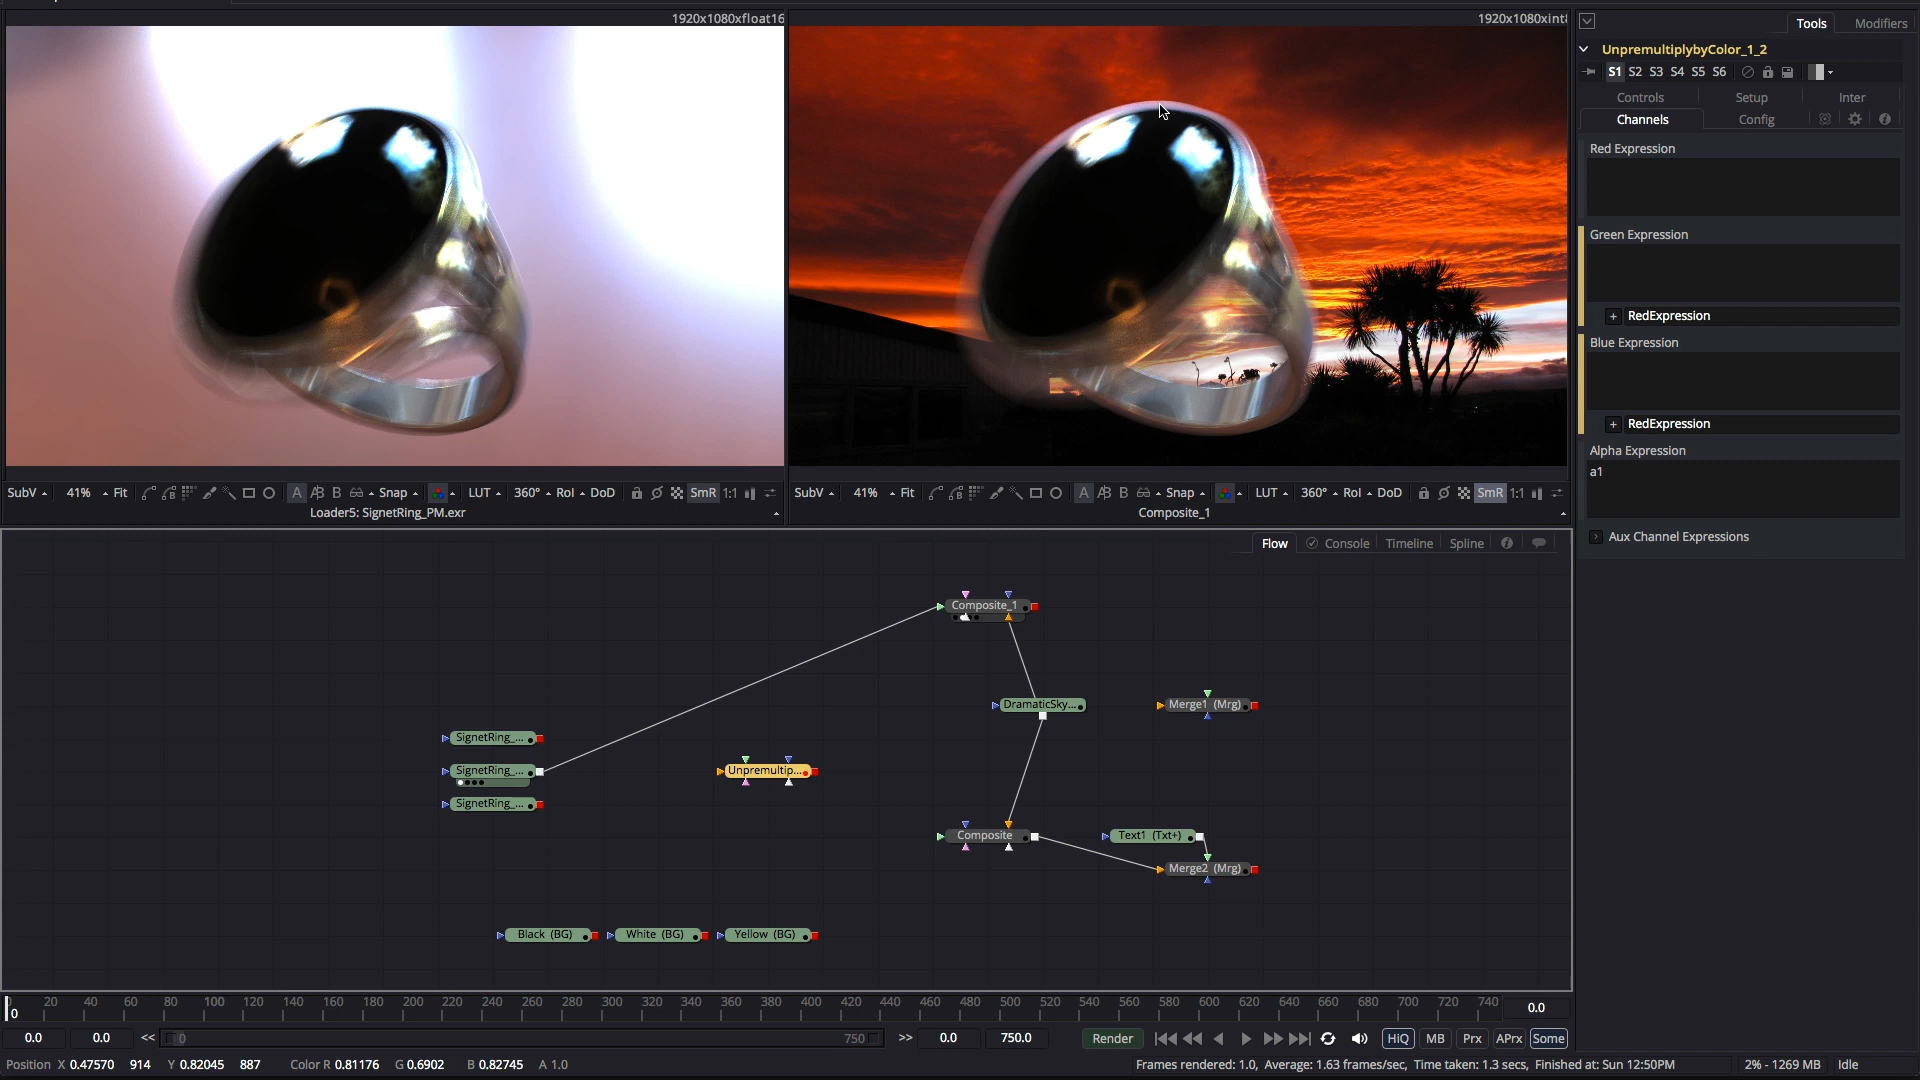 1920x1080xfloat16
1920x1080xint8
Tools Modifiers
UnpremultiplybyColor_1_2
S1 S2 S3 S4 S5 S6
Controls Setup Inter
Channels Config
Red Expression
Green Expression
+ RedExpression
Blue Expression
+ RedExpression
Alpha Expression
a1
Aux Channel Expressions
SubV 41% Fit A B Snap LUT 360° RoI DoD SmR 1:1
Loader5: SignetRing_PM.exr
SubV 41% Fit A B Snap LUT 360° RoI DoD SmR 1:1
Composite_1
Flow Console Timeline Spline
Composite_1
DramaticSky...
Merge1 (Mrg)
SignetRing_...
SignetRing_...
Unpremultip...
SignetRing_...
Composite
Text1 (Txt+)
Merge2 (Mrg)
Black (BG) White (BG) Yellow (BG)
0 20 40 60 80 100 120 140 160 180 200 220 240 260 280 300 320 340 360 380 400 420 440 460 480 500 520 540 560 580 600 620 640 660 680 700 720 740
0 0.0
0.0 0.0 << 0 750 >> 0.0 750.0 Render HiQ MB Prx APrx Some
Position X 0.47570 914 Y 0.82045 887 Color R 0.81176 G 0.6902 B 0.82745 A 1.0 Frames rendered: 1.0, Average: 1.63 frames/sec, Time taken: 1.3 secs, Finished at: Sun 12:50PM 2% - 1269 MB Idle